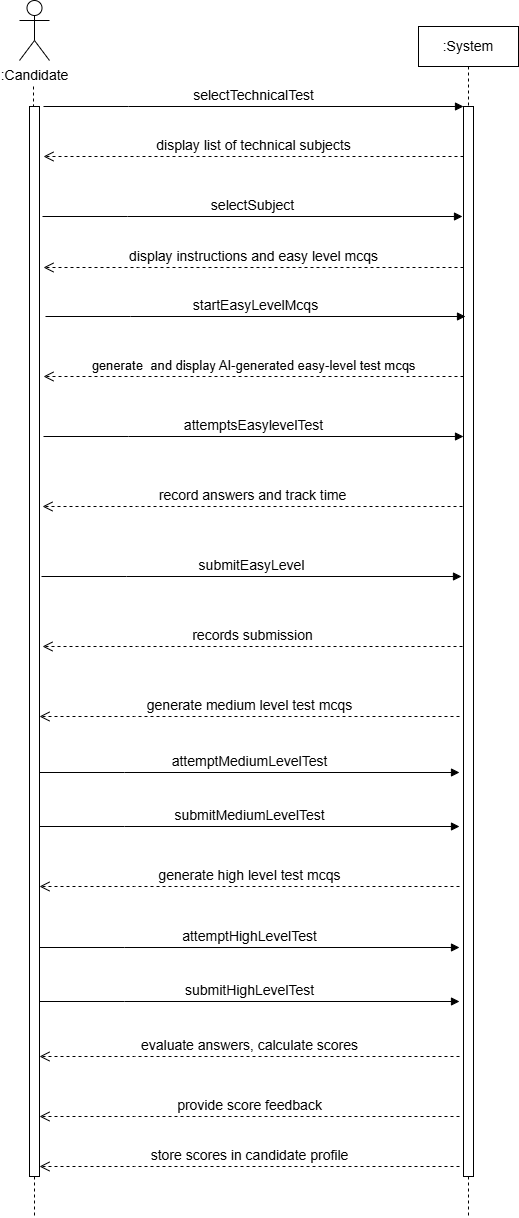 :Candidate
:System
selectTechnicalTest
display list of technical subjects
selectSubject
display instructions and easy level mcqs
startEasyLevelMcqs
generate  and display AI-generated easy-level test mcqs
attemptsEasylevelTest
record answers and track time
submitEasyLevel
records submission
generate medium level test mcqs
attemptMediumLevelTest
submitMediumLevelTest
generate high level test mcqs
attemptHighLevelTest
submitHighLevelTest
evaluate answers, calculate scores
provide score feedback
store scores in candidate profile